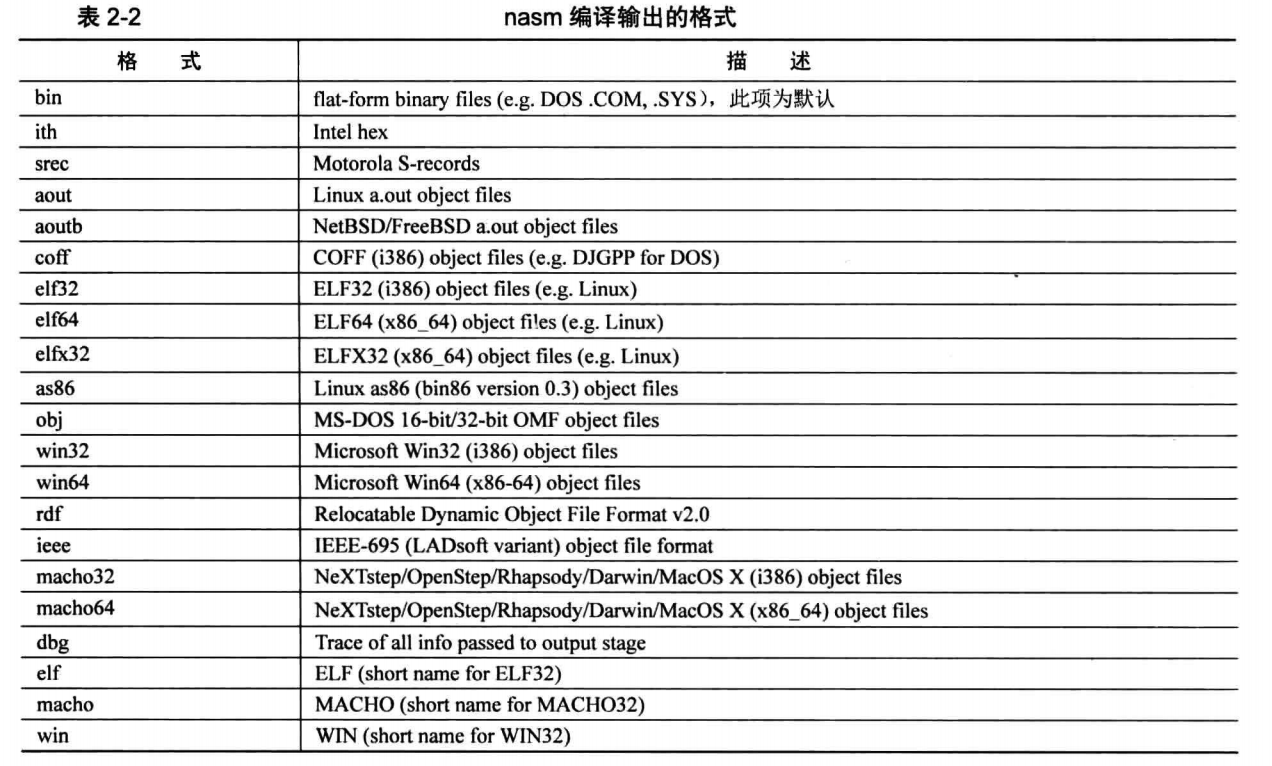 表 2-2 nasm 编译输出的格式
格 式 描 述
bin flat-form binary files (e.g. DOS .COM, .SYS)，此项为默认
ith Intel hex
srec Motorola S-records
aout Linux a.out object files
aoutb NetBSD/FreeBSD a.out object files
coff COFF (i386) object files (e.g. DJGPP for DOS)
elf32 ELF32 (i386) object files (e.g. Linux)
elf64 ELF64 (x86_64) object files (e.g. Linux)
elfx32 ELFX32 (x86_64) object files (e.g. Linux)
as86 Linux as86 (bin86 version 0.3) object files
obj MS-DOS 16-bit/32-bit OMF object files
win32 Microsoft Win32 (i386) object files
win64 Microsoft Win64 (x86-64) object files
rdf Relocatable Dynamic Object File Format v2.0
ieee IEEE-695 (LADsoft variant) object file format
macho32 NeXTstep/OpenStep/Rhapsody/Darwin/MacOS X (i386) object files
macho64 NeXTstep/OpenStep/Rhapsody/Darwin/MacOS X (x86_64) object files
dbg Trace of all info passed to output stage
elf ELF (short name for ELF32)
macho MACHO (short name for MACHO32)
win WIN (short name for WIN32)